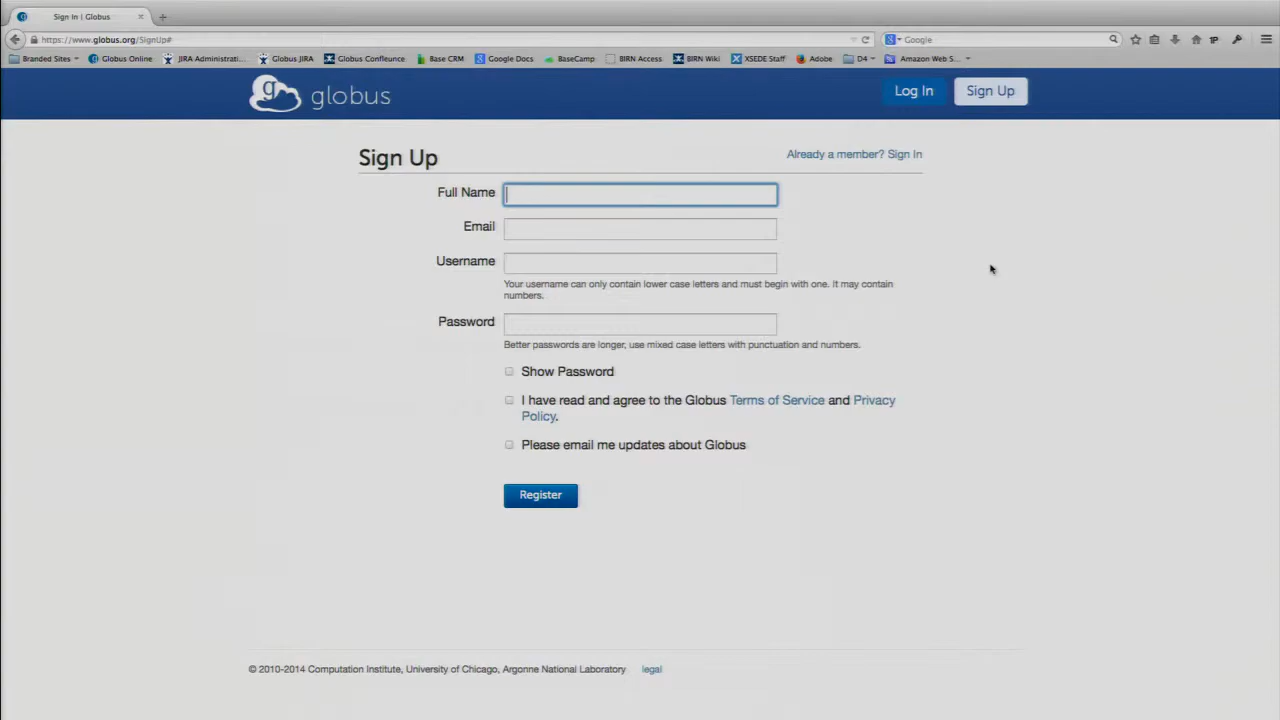 Sign In | Globus
https://www.globus.org/SignUp#
Google
Branded Sites
Globus Online
JIRA Administrati...
Globus JIRA
Globus Confleunce
Base CRM
Google Docs
BaseCamp
BIRN Access
BIRN Wiki
XSEDE Staff
Adobe
D4
Amazon Web S...
globus
Log In
Sign Up
Sign Up
Already a member? Sign In
Full Name
Email
Username
Your username can only contain lower case letters and must begin with one. It may contain
numbers.
Password
Better passwords are longer, use mixed case letters with punctuation and numbers.
Show Password
I have read and agree to the Globus Terms of Service and Privacy
Policy.
Please email me updates about Globus
Register
© 2010-2014 Computation Institute, University of Chicago, Argonne National Laboratory legal